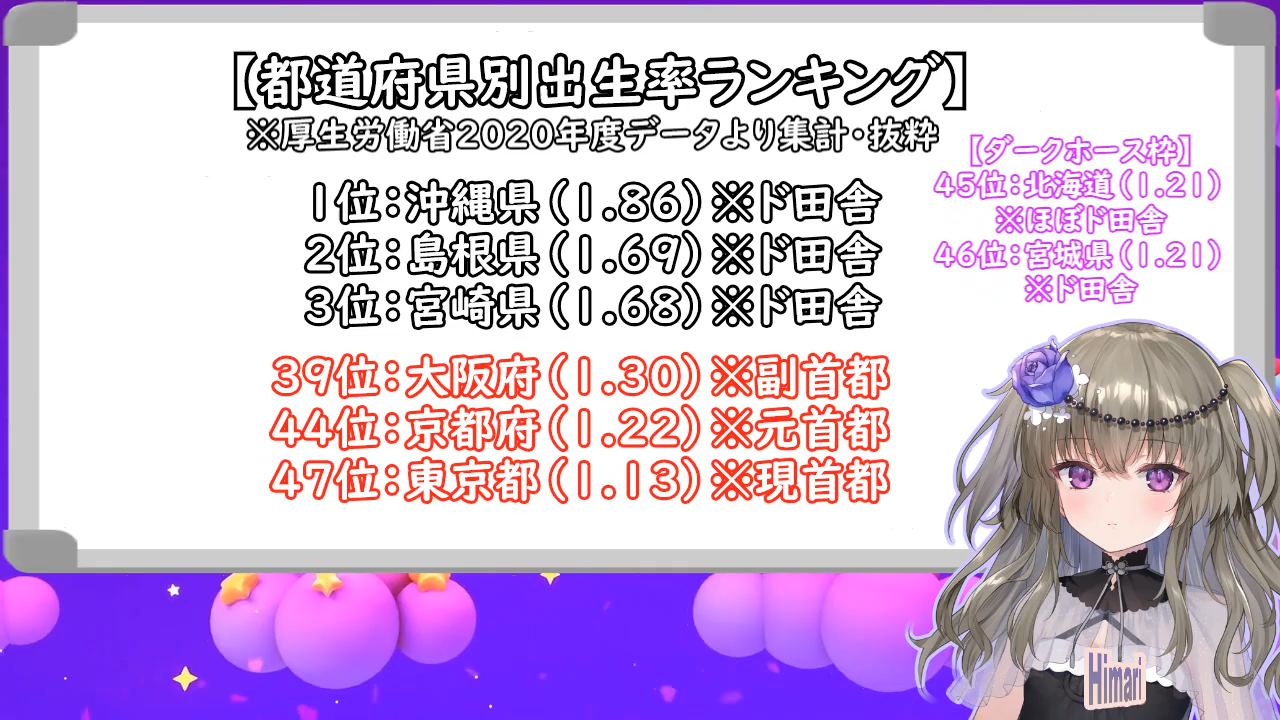 【都道府県別出生率ランキング】
※厚生労働省2020年度データより集計・抜粋
1位:沖縄県(1.86)※ド田舎
2位:島根県(1.69)※ド田舎
3位:宮崎県(1.68)※ド田舎
39位:大阪府(1.30)※副首都
44位:京都府(1.22)※元首都
47位:東京都(1.13)※現首都
【ダークホース枠】
45位:北海道(1.21)
※ほぼド田舎
46位:宮城県(1.21)
※ド田舎
Himari